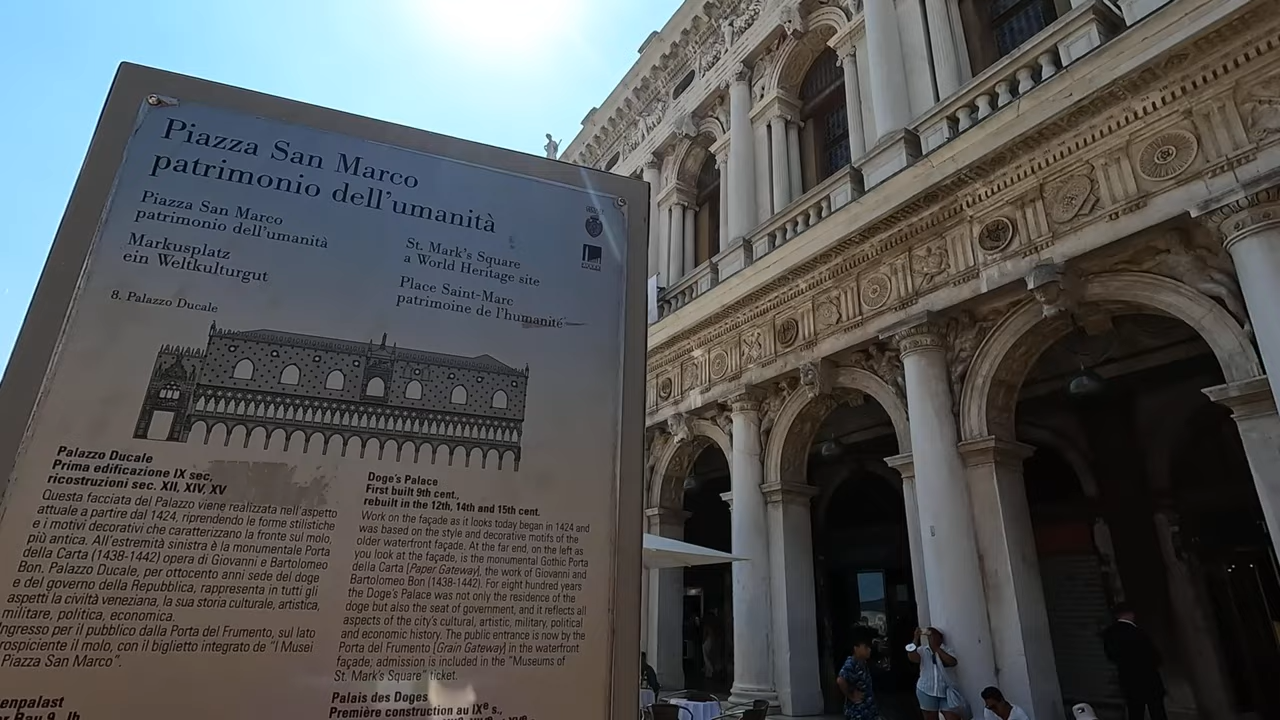 Piazza San Marco
patrimonio dell'umanità
Piazza San Marco
patrimonio dell'umanità
Markusplatz
ein Weltkulturgut
St. Mark's Square
a World Heritage site
Place Saint-Marc
patrimoine de l'humanité
8. Palazzo Ducale
Palazzo Ducale
Prima edificazione IX sec,
ricostruzioni sec. XII, XIV, XV
Questa facciata del Palazzo viene realizzata nell'aspetto
attuale a partire dal 1424, riprendendo le forme stilistiche
e i motivi decorativi che caratterizzano la fronte sul molo,
più antica. All'estremità sinistra è la monumentale Porta
della Carta (1438-1442) opera di Giovanni e Bartolomeo
Bon. Palazzo Ducale, per ottocento anni sede del doge
e del governo della Repubblica, rappresenta in tutti gli
aspetti la civiltà veneziana, la sua storia culturale, artistica,
militare, politica, economica.
Ingresso per il pubblico dalla Porta del Frumento, sul lato
prospiciente il molo, con il biglietto integrato de "I Musei
Piazza San Marco".
Doge's Palace
First built 9th cent.,
rebuilt in the 12th, 14th and 15th cent.
Work on the façade as it looks today began in 1424 and
was based on the style and decorative motifs of the
older waterfront façade. At the far end, on the left as
you look at the façade, is the monumental Gothic Porta
della Carta [Paper Gateway], the work of Giovanni and
Bartolomeo Bon (1438-1442). For eight hundred years
the Doge's Palace was not only the residence of the
doge but also the seat of government, and it reflects all
aspects of the city's cultural, artistic, military, political
and economic history. The public entrance is now by the
Porta del Frumento [Grain Gateway] in the waterfront
façade; admission is included in the "Museums of
St. Mark's Square" ticket.
Palais des Doges
Première construction au IXe s.,